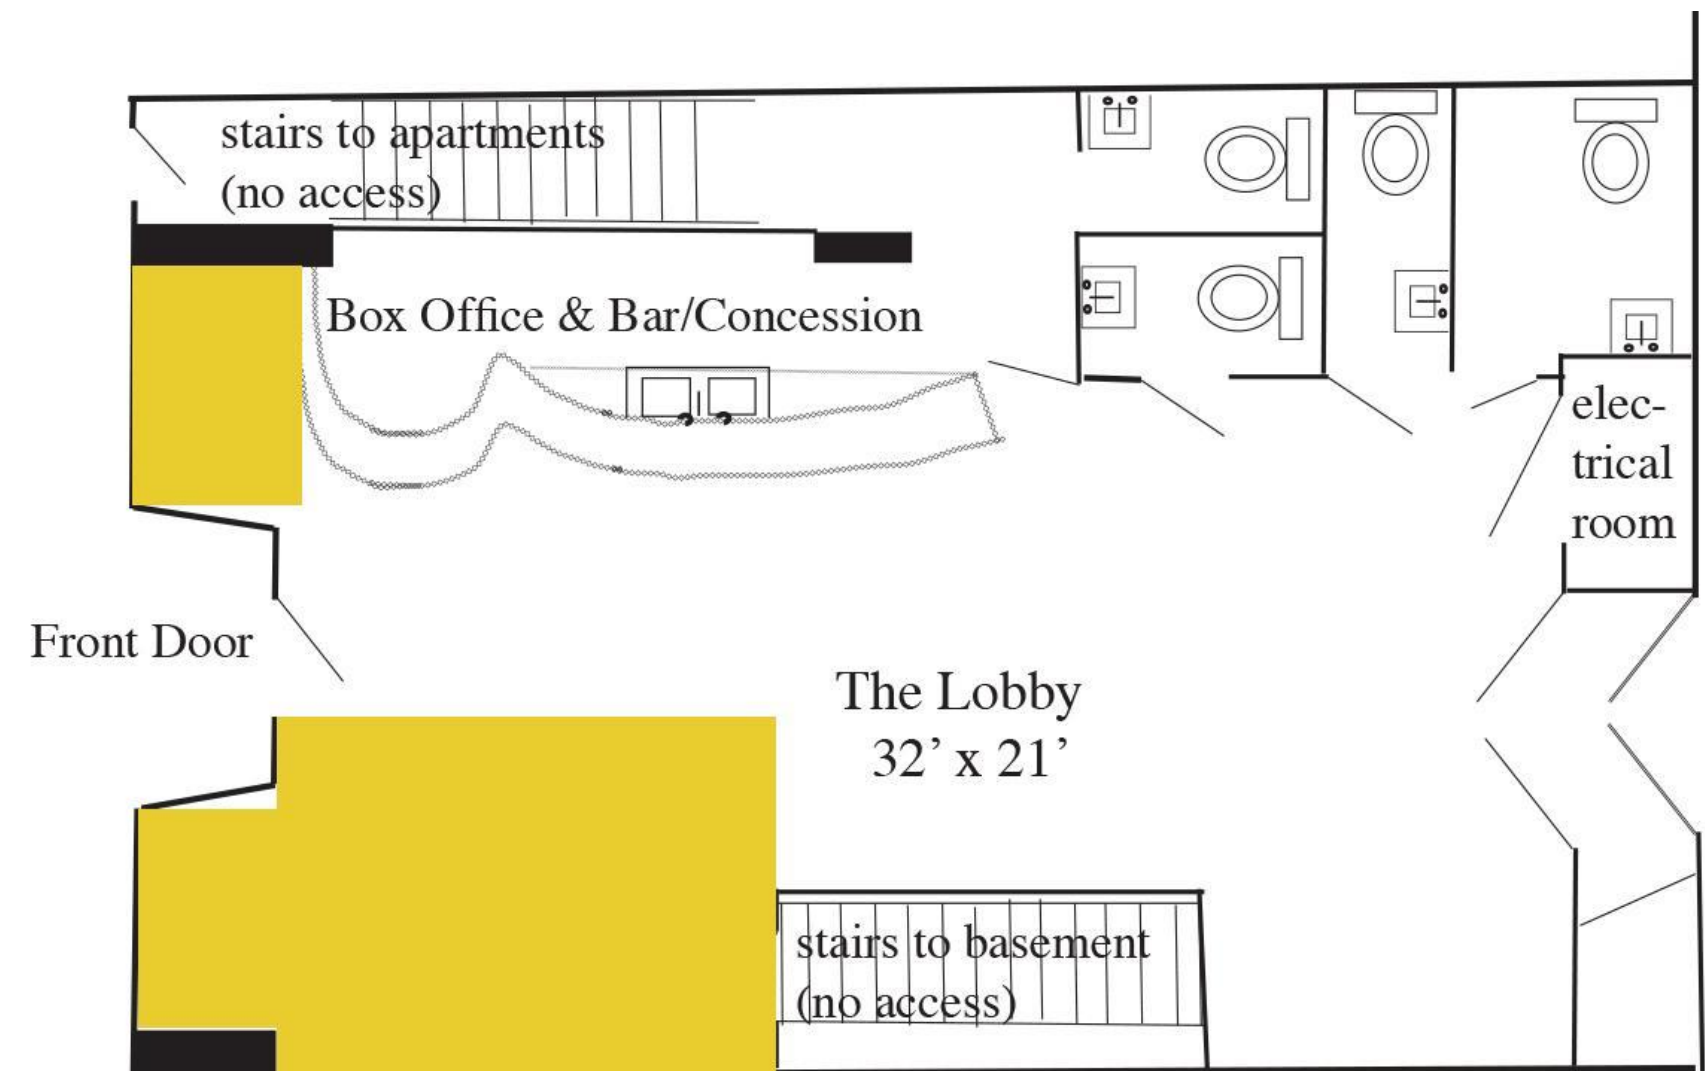 stairs to apartments
(no access)
Box Office & Bar/Concession
elec-
trical
room
Front Door
The Lobby
32’ x 21’
stairs to basement
(no access)